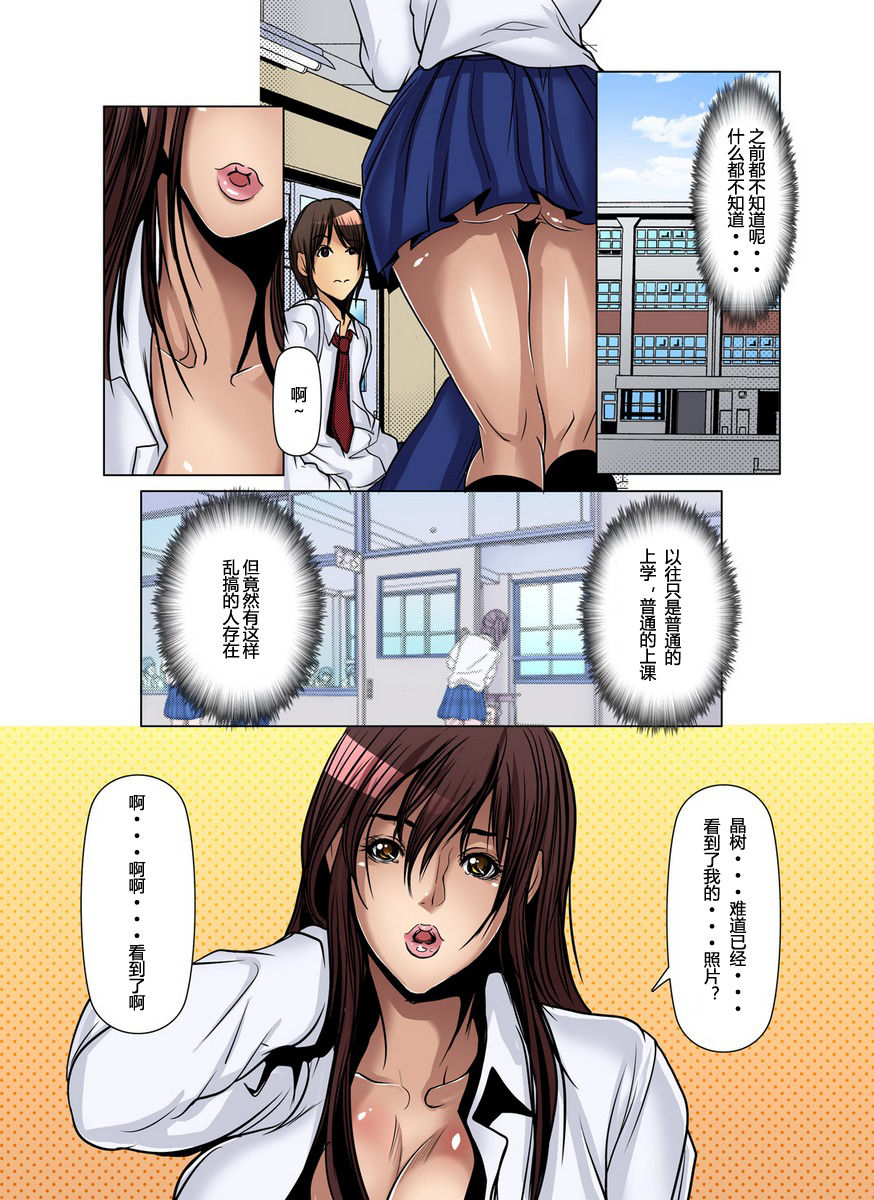 之前都不知道呢・・
什么都不知道・・・・
啊~
以往只是普通的
上学，普通的上课
但竟然有这样
乱搞的人存在
晶树・・・难道已经・・・
看到了我的・・・照片？
啊・・・啊啊・・・看到了啊